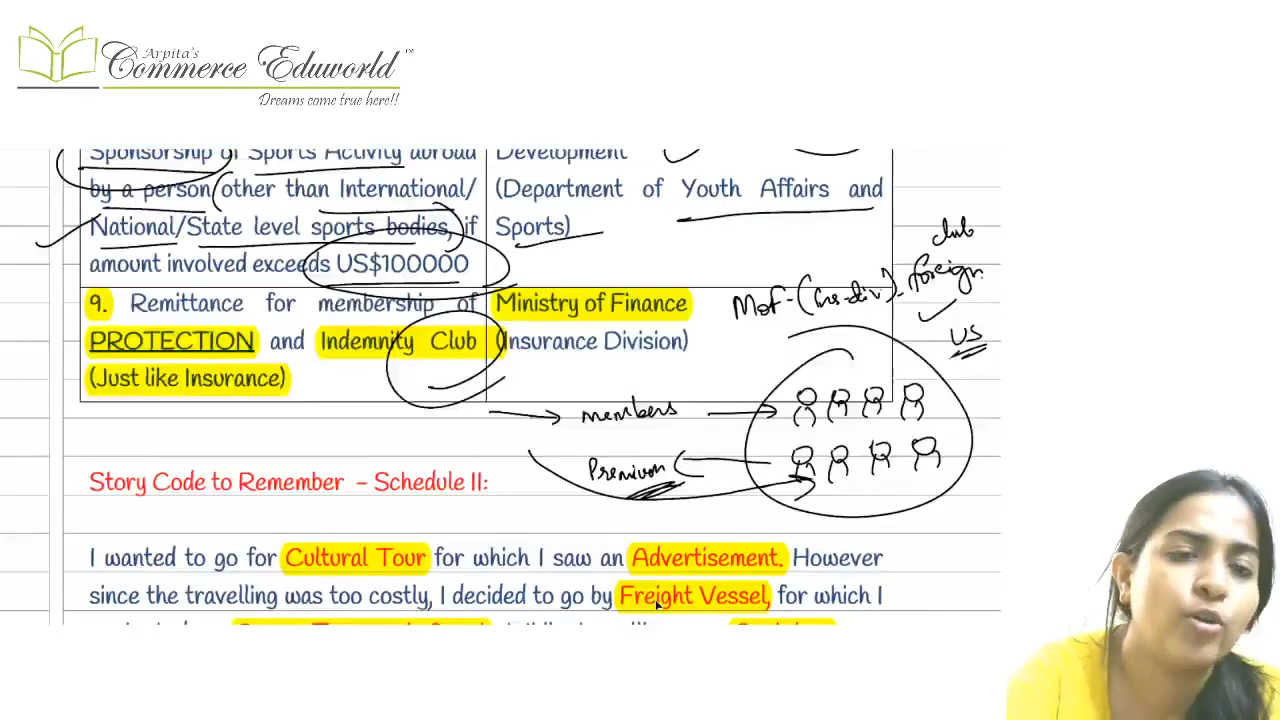 Arpita's
Commerce Eduworld™
Dreams come true here!!
Sponsorship of Sports Activity abroad
by a person (other than International/
National/State level sports bodies), if
amount involved exceeds US$100000
Development
(Department of Youth Affairs and
Sports)
9. Remittance for membership of
PROTECTION and Indemnity Club
(Just like Insurance)
Ministry of Finance
(Insurance Division)
club
MoF-(Ins-div)- foreign
US
members
Premium
Story Code to Remember - Schedule II:
I wanted to go for Cultural Tour for which I saw an Advertisement. However
since the travelling was too costly, I decided to go by Freight Vessel, for which I